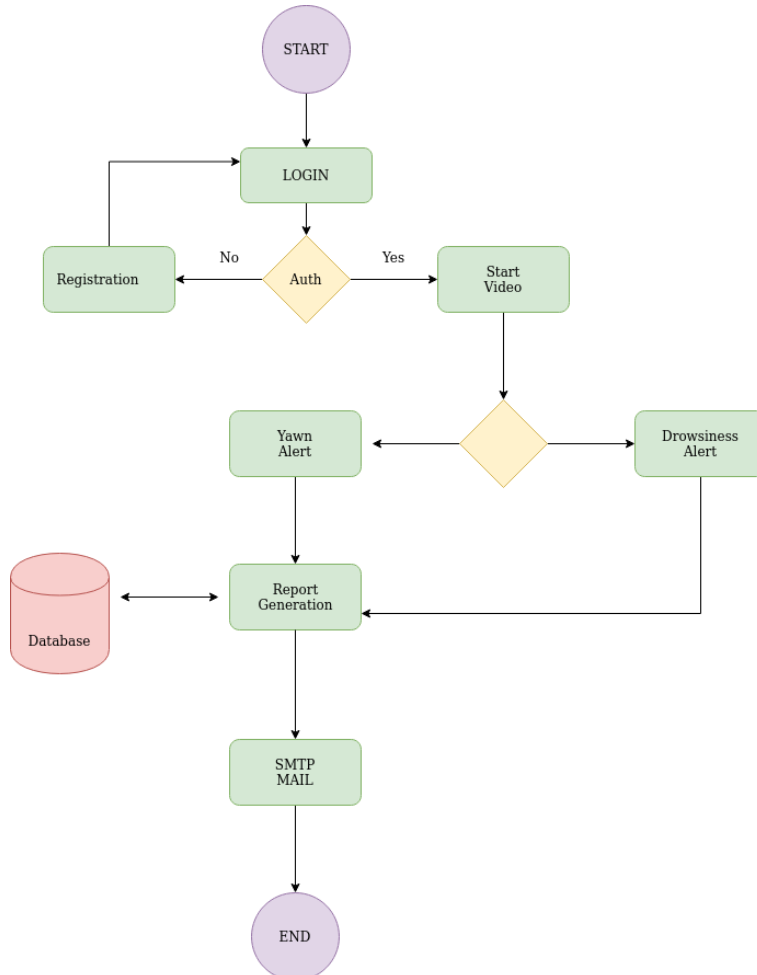 START
LOGIN
No
Yes
Registration
Auth
Start
Video
Yawn
Alert
Drowsiness
Alert
Report
Generation
Database
SMTP
MAIL
END